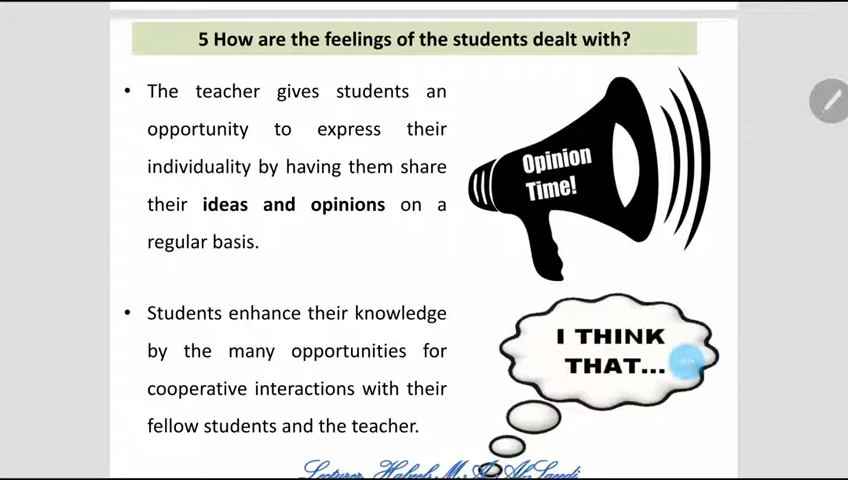 5 How are the feelings of the students dealt with?
• The teacher gives students an
opportunity to express their
individuality by having them share
their ideas and opinions on a
regular basis.
Opinion
Time!
• Students enhance their knowledge
by the many opportunities for
cooperative interactions with their
fellow students and the teacher.
I THINK
THAT...
Lecturer